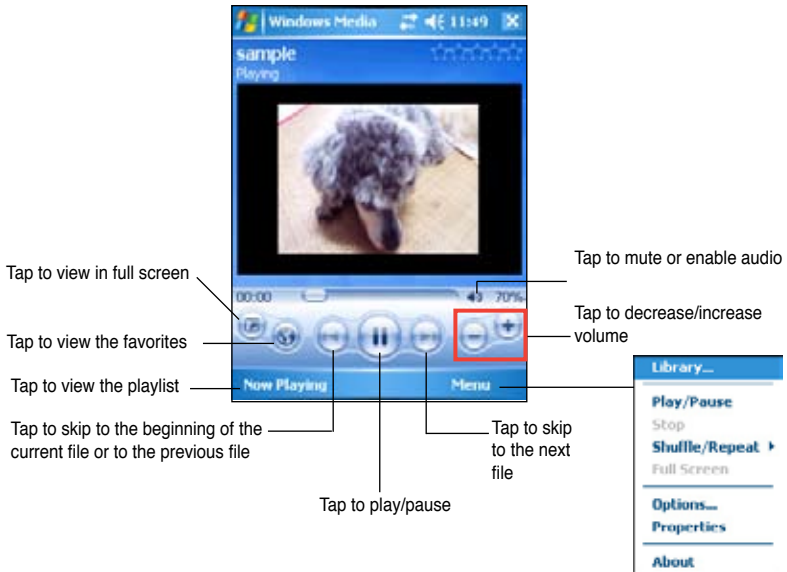 Windows Media 11:49
sample
Playing
00:00 70%
Now Playing Menu
Tap to view in full screen
Tap to view the favorites
Tap to view the playlist
Tap to skip to the beginning of the
current file or to the previous file
Tap to play/pause
Tap to skip
to the next
file
Tap to mute or enable audio
Tap to decrease/increase
volume
Library...
Play/Pause
Stop
Shuffle/Repeat
Full Screen
Options...
Properties
About